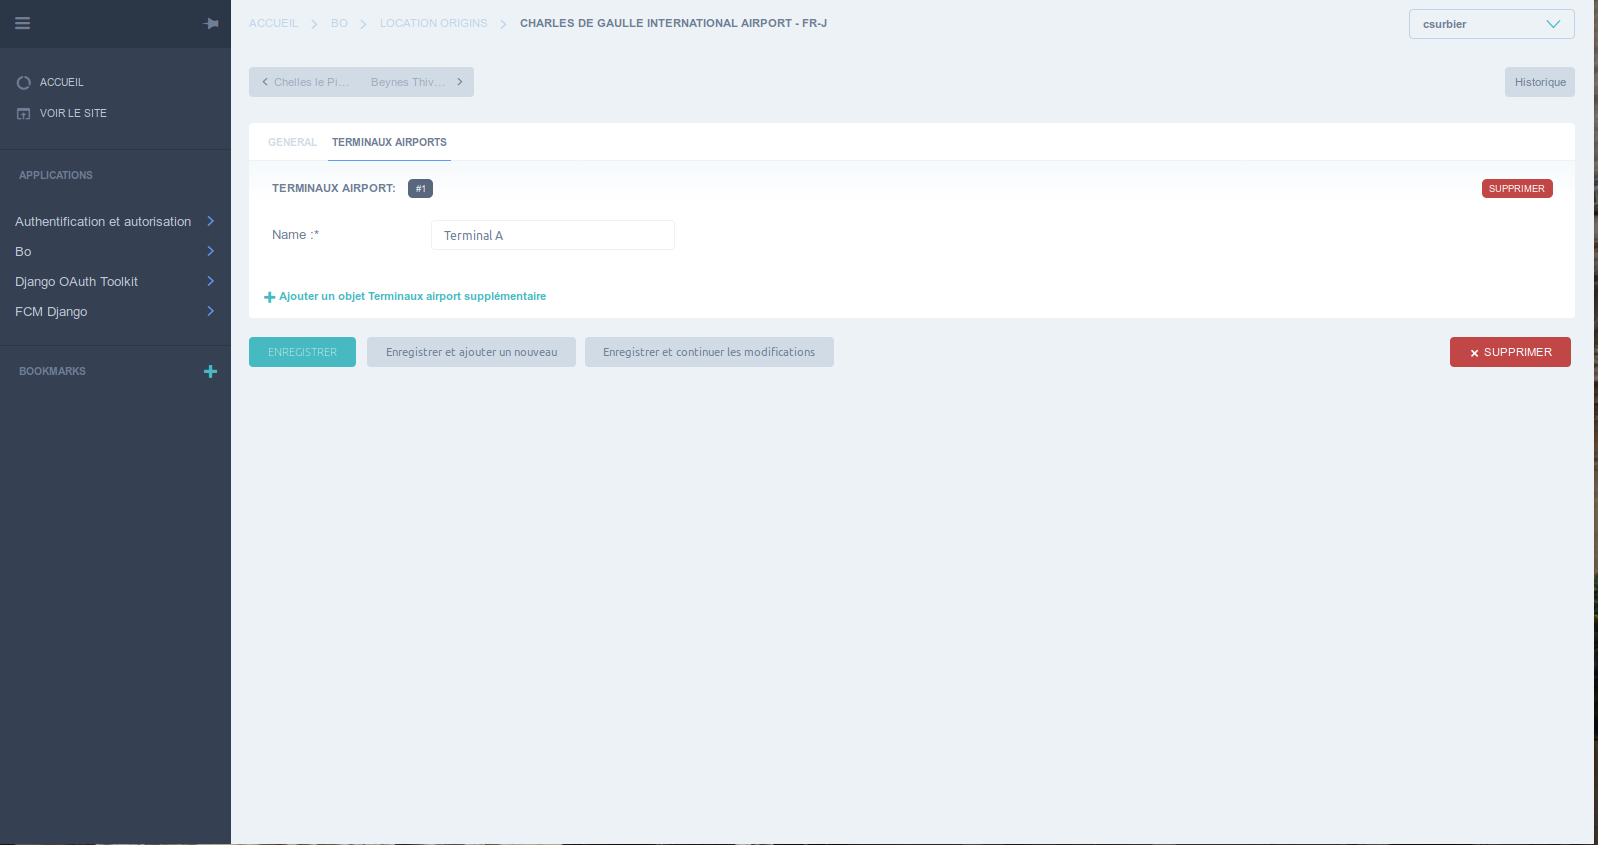 ACCUEIL
VOIR LE SITE
APPLICATIONS
Authentification et autorisation
Bo
Django OAuth Toolkit
FCM Django
BOOKMARKS
ACCUEIL > BO > LOCATION ORIGINS > CHARLES DE GAULLE INTERNATIONAL AIRPORT - FR-J
csurbier
Chelles le Pi... Beynes Thiv...
Historique
GENERAL TERMINAUX AIRPORTS
TERMINAUX AIRPORT: #1
SUPPRIMER
Name :* Terminal A
Ajouter un objet Terminaux airport supplémentaire
ENREGISTRER Enregistrer et ajouter un nouveau Enregistrer et continuer les modifications
SUPPRIMER